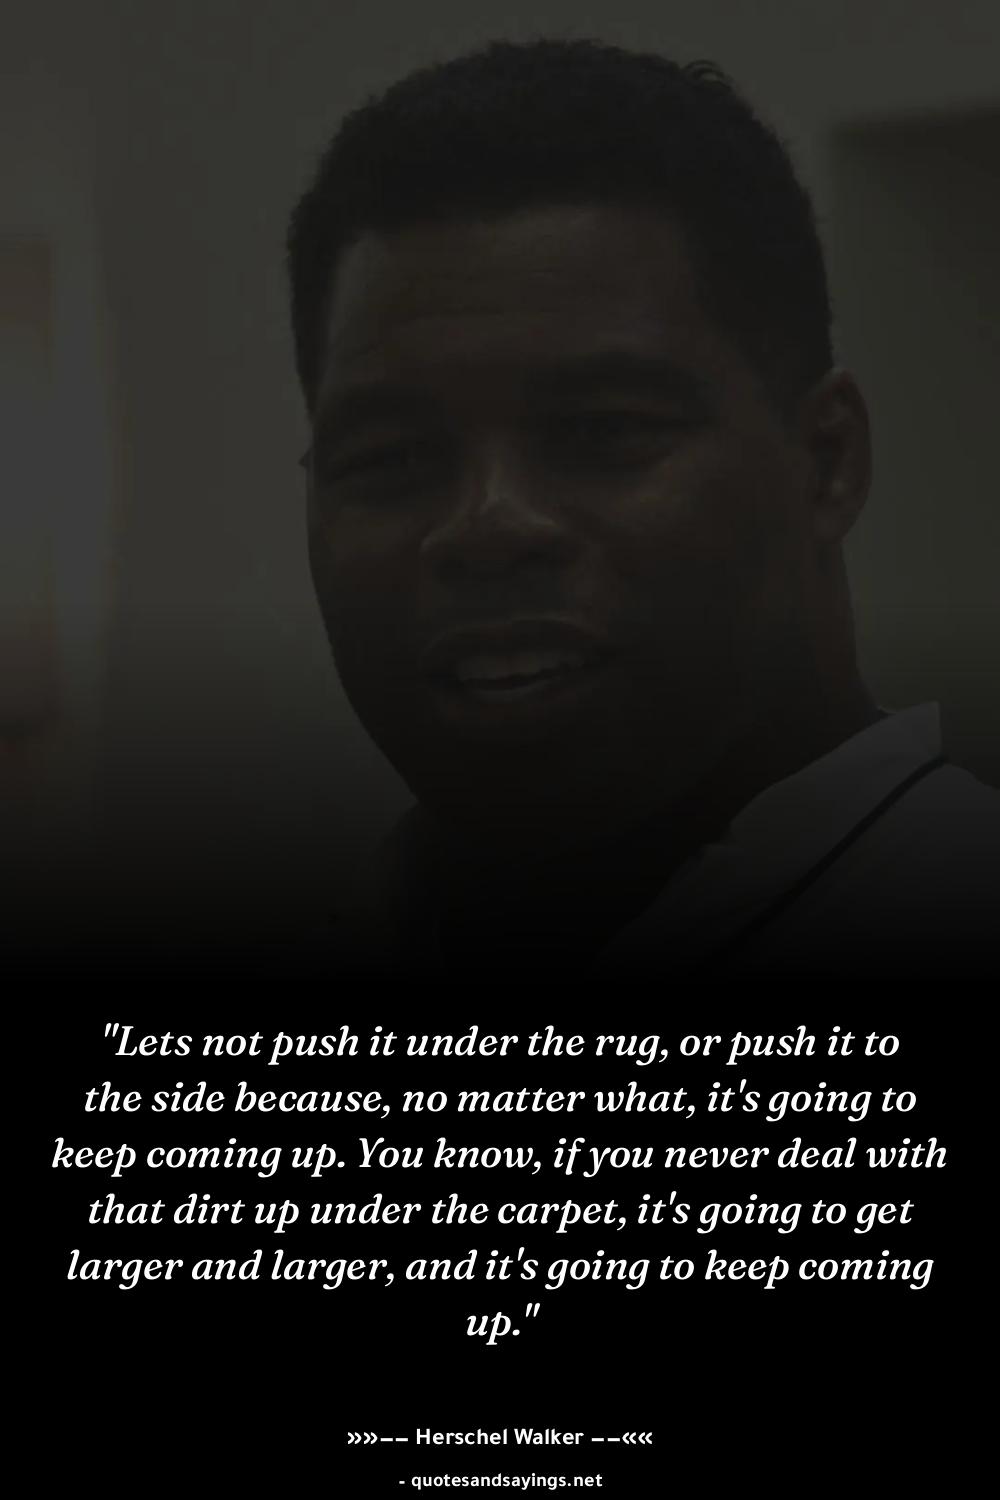 "Lets not push it under the rug, or push it to
the side because, no matter what, it's going to
keep coming up. You know, if you never deal with
that dirt up under the carpet, it's going to get
larger and larger, and it's going to keep coming
up."
»»−− Herschel Walker −−««
- quotesandsayings.net